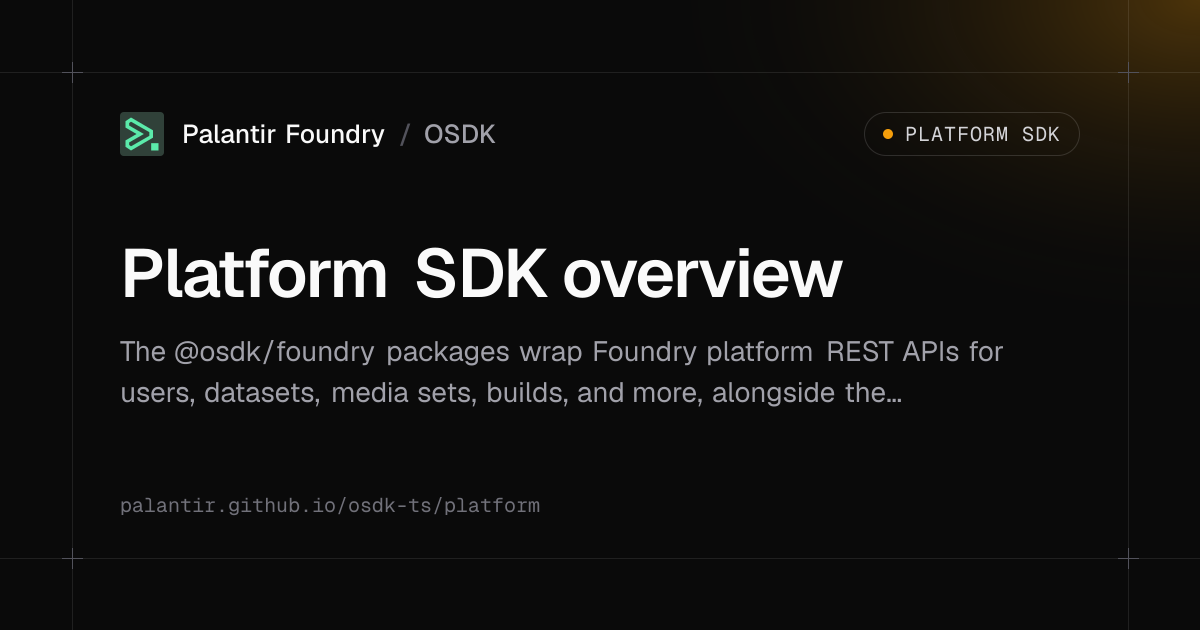 Palantir Foundry / OSDK
PLATFORM SDK
Platform SDK overview
The @osdk/foundry packages wrap Foundry platform REST APIs for
users, datasets, media sets, builds, and more, alongside the…
palantir.github.io/osdk-ts/platform